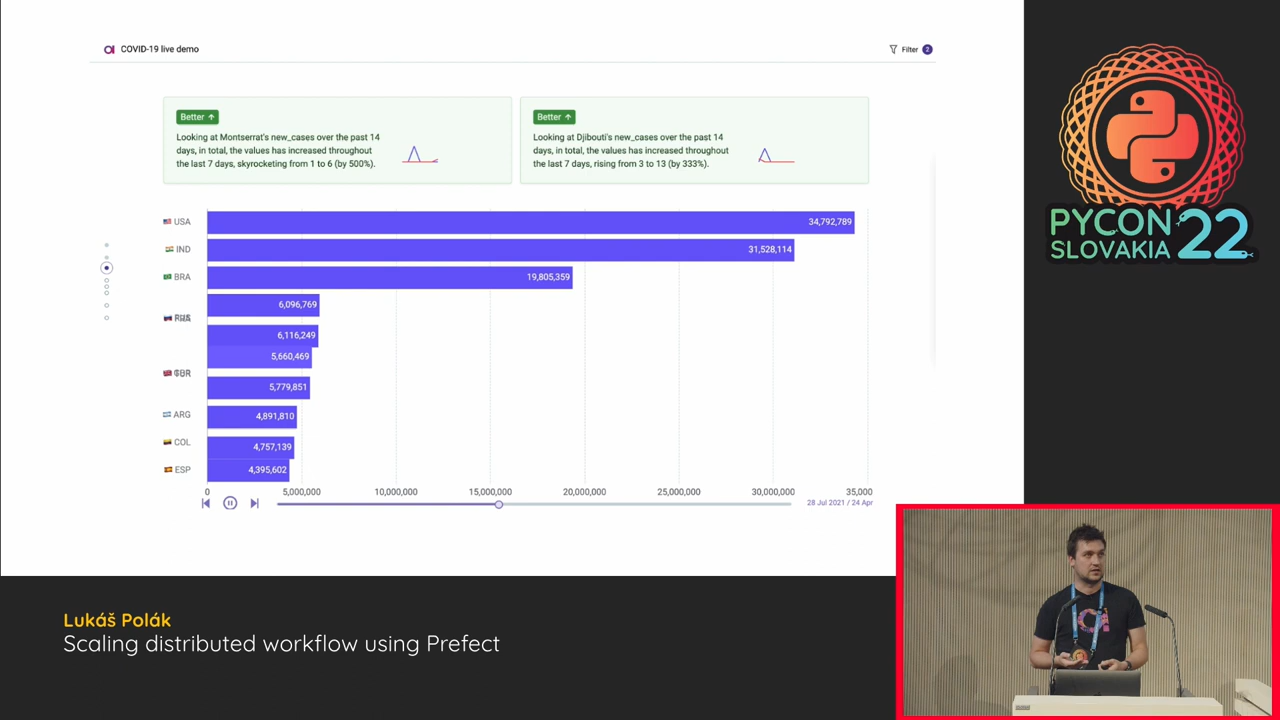 COVID-19 live demo
Filter 2
Better ↑
Looking at Montserrat's new_cases over the past 14
days, in total, the values has increased throughout
the last 7 days, skyrocketing from 1 to 6 (by 500%).
Better ↑
Looking at Djibouti's new_cases over the past 14
days, in total, the values has increased throughout
the last 7 days, rising from 3 to 13 (by 333%).
USA 34,792,789
IND 31,528,114
BRA 19,805,359
6,096,769
6,116,249
5,660,469
5,779,851
ARG 4,891,810
COL 4,757,139
ESP 4,395,602
0 5,000,000 10,000,000 15,000,000 20,000,000 25,000,000 30,000,000 35,000
28 Jul 2021 / 24 Apr
PYCON
SLOVAKIA 22
Lukáš Polák
Scaling distributed workflow using Prefect